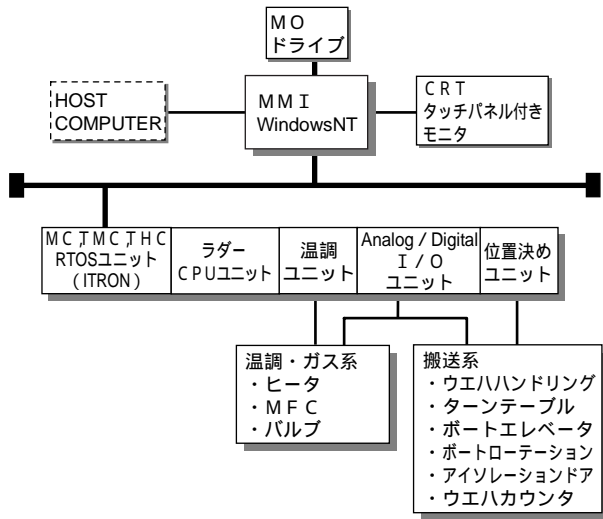 ＭＯ
ドライブ
HOST
COMPUTER
ＭＭＩ
WindowsNT
ＣＲＴ
タッチパネル付き
モニタ
ＭＣ,ＴＭＣ,ＴＨＣ
RTOSユニット
(ITRON)
ラダー
ＣＰＵユニット
温調
ユニット
Analog / Digital
Ｉ／Ｏ
ユニット
位置決め
ユニット
温調・ガス系
・ヒータ
・ＭＦＣ
・バルブ
搬送系
・ウエハハンドリング
・ターンテーブル
・ボートエレベータ
・ボートローテーション
・アイソレーションドア
・ウエハカウンタ